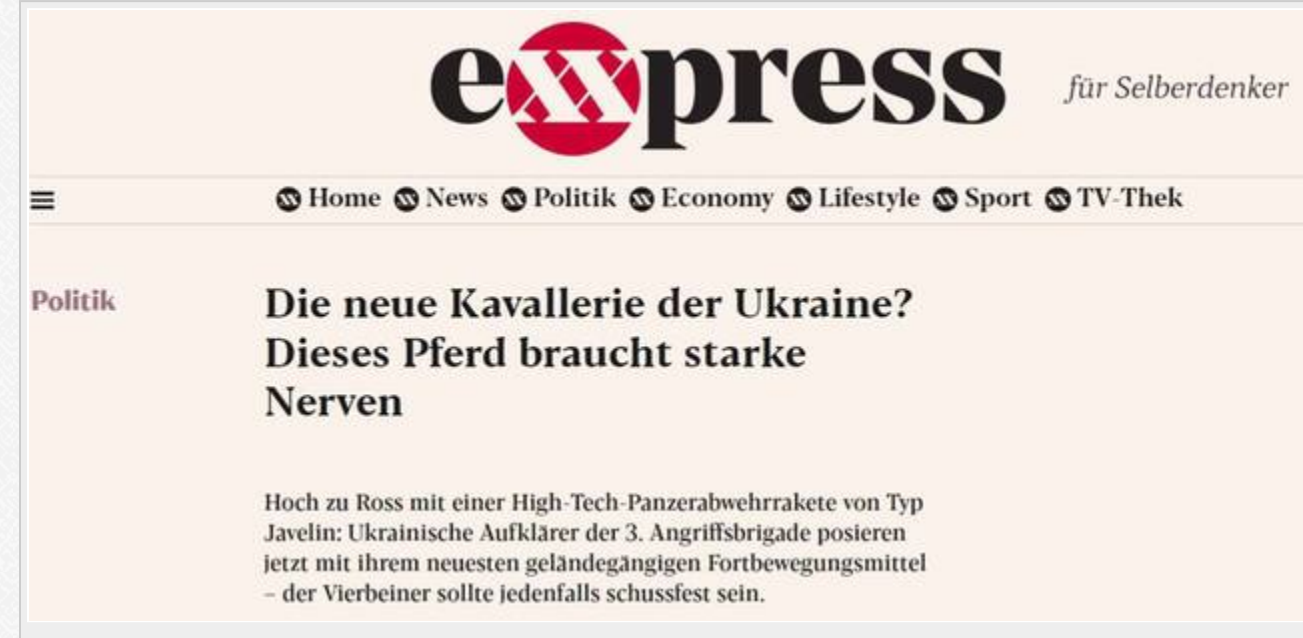 exxpress
für Selberdenker
Home News Politik Economy Lifestyle Sport TV-Thek
Politik
Die neue Kavallerie der Ukraine?
Dieses Pferd braucht starke
Nerven
Hoch zu Ross mit einer High-Tech-Panzerabwehrrakete von Typ
Javelin: Ukrainische Aufklärer der 3. Angriffsbrigade posieren
jetzt mit ihrem neuesten geländegängigen Fortbewegungsmittel
– der Vierbeiner sollte jedenfalls schussfest sein.